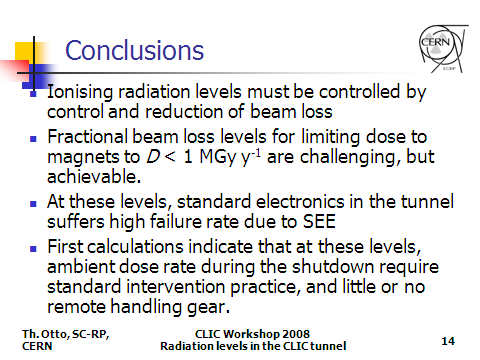 Conclusions
CERN
SC-RP
Ionising radiation levels must be controlled by
control and reduction of beam loss
Fractional beam loss levels for limiting dose to
magnets to D < 1 MGy y-1 are challenging, but
achievable.
At these levels, standard electronics in the tunnel
suffers high failure rate due to SEE
First calculations indicate that at these levels,
ambient dose rate during the shutdown require
standard intervention practice, and little or no
remote handling gear.
Th. Otto, SC-RP,
CERN
CLIC Workshop 2008
Radiation levels in the CLIC tunnel
14